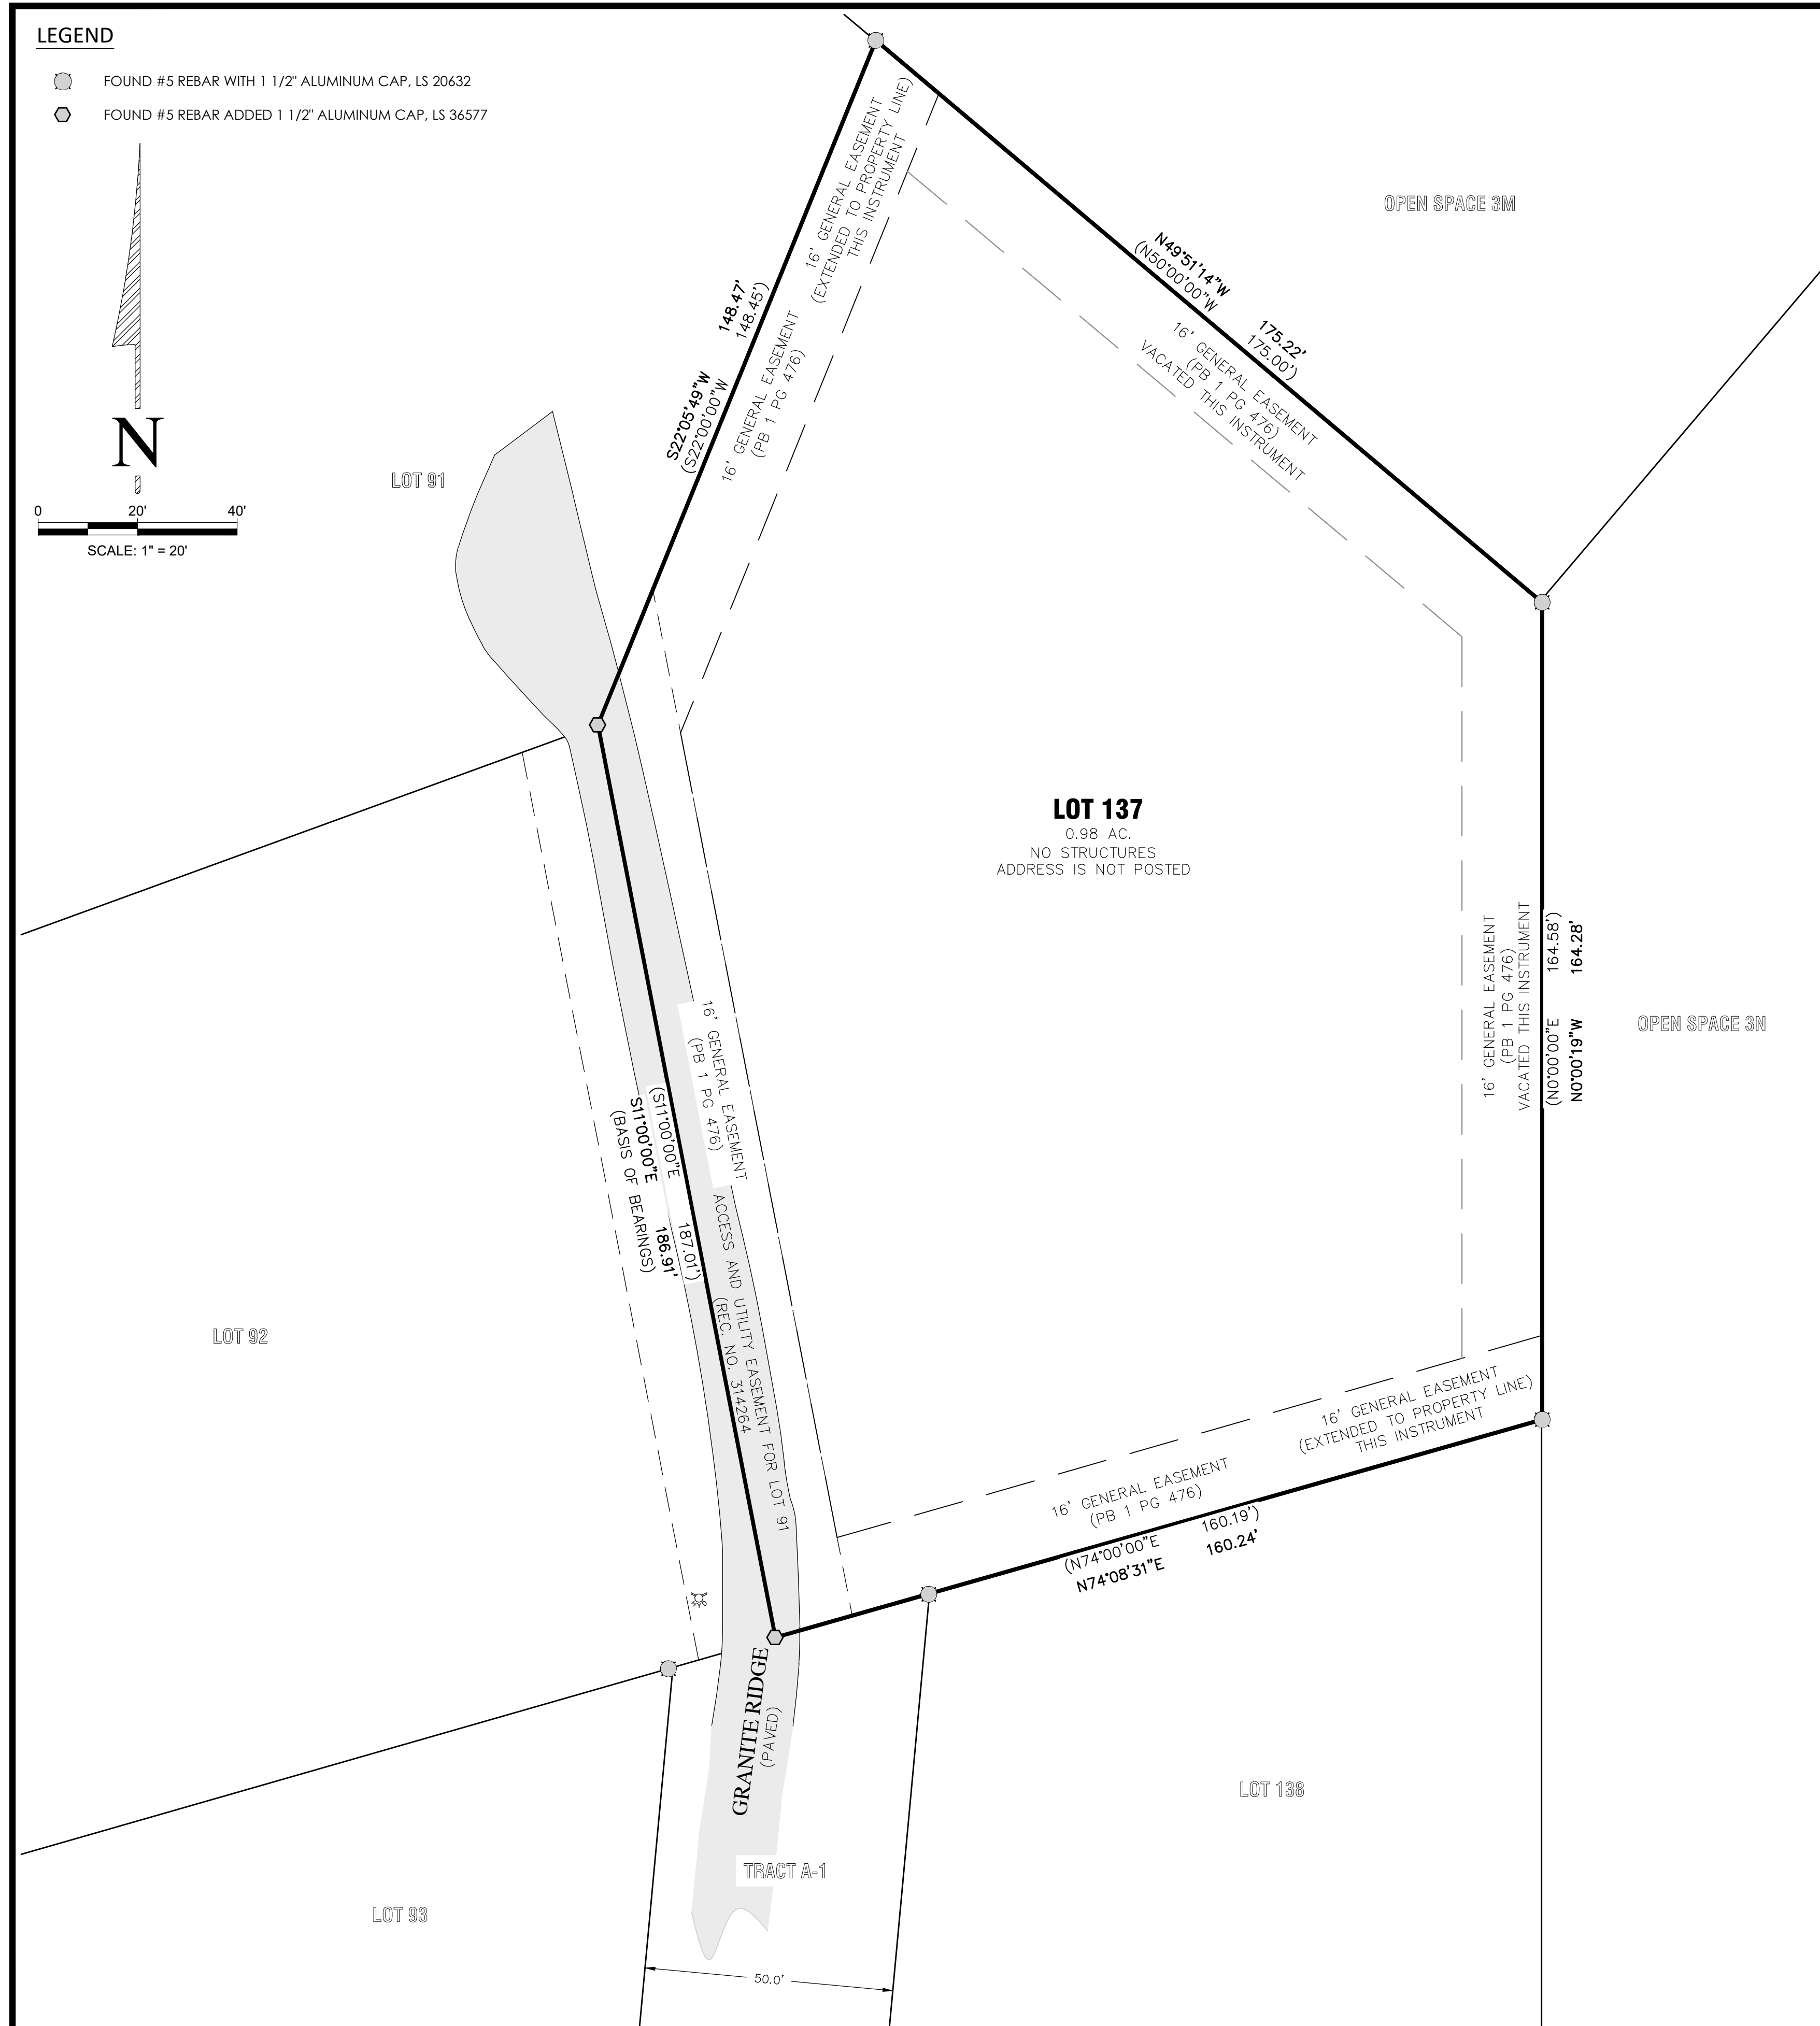 LEGEND
FOUND #5 REBAR WITH 1 1/2" ALUMINUM CAP, LS 20632
FOUND #5 REBAR ADDED 1 1/2" ALUMINUM CAP, LS 36577
N
0 20' 40'
SCALE: 1" = 20'
16' GENERAL EASEMENT
(EXTENDED TO PROPERTY LINE)
THIS INSTRUMENT
OPEN SPACE 3M
N49°51'14"W 175.22'
(N50°00'00"W 175.00')
16' GENERAL EASEMENT
(PB 1 PG 476)
VACATED THIS INSTRUMENT
S22°05'49"W 148.47'
(S22°00'00"W 148.45')
16' GENERAL EASEMENT
(PB 1 PG 476)
LOT 91
LOT 137
0.98 AC.
NO STRUCTURES
ADDRESS IS NOT POSTED
16' GENERAL EASEMENT
(PB 1 PG 476)
VACATED THIS INSTRUMENT
(N0°00'00"E 164.58')
N0°00'19"W 164.28'
OPEN SPACE 3N
16' GENERAL EASEMENT
(PB 1 PG 476)
(S11°00'00"E 187.01')
S11°00'00"E 186.91'
(BASIS OF BEARINGS)
ACCESS AND UTILITY EASEMENT FOR LOT 91
(REC. NO. 314264
LOT 92
16' GENERAL EASEMENT
(EXTENDED TO PROPERTY LINE)
THIS INSTRUMENT
16' GENERAL EASEMENT
(PB 1 PG 476)
(N74°00'00"E 160.19')
N74°08'31"E 160.24'
GRANITE RIDGE
(PAVED)
LOT 138
TRACT A-1
LOT 93
50.0'